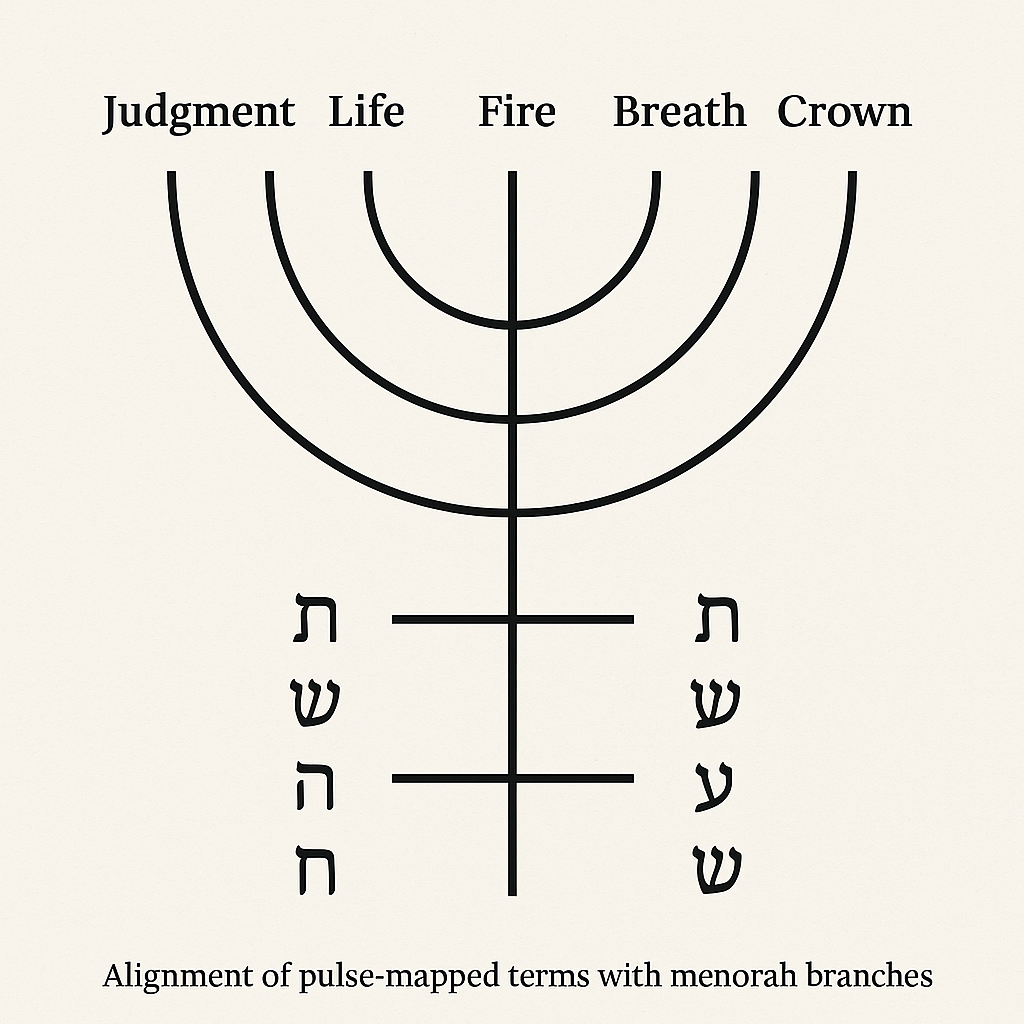 Judgment Life Fire Breath Crown
ת ת
ש ש
ה ע
ח ש
Alignment of pulse-mapped terms with menorah branches